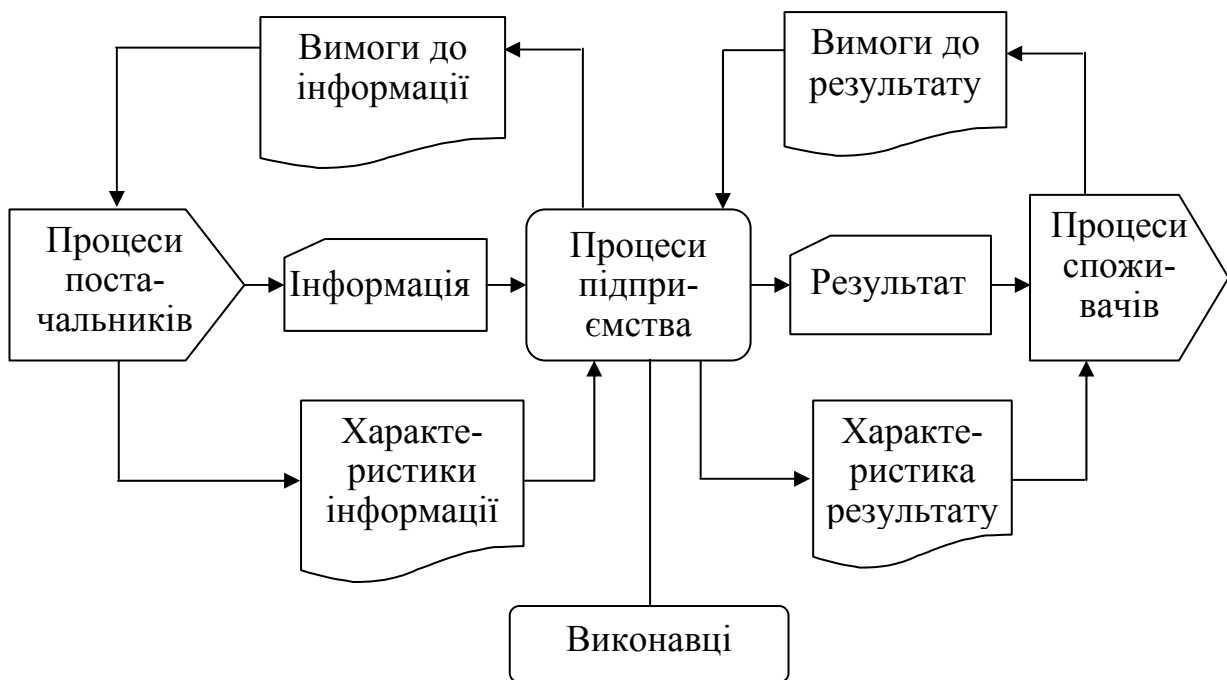 Вимоги до
інформації
Вимоги до
результату
Процеси
поста-
чальників
Інформація
Процеси
підпри-
ємства
Результат
Процеси
спожи-
вачів
Характе-
ристики
інформації
Характе-
ристика
результату
Виконавці